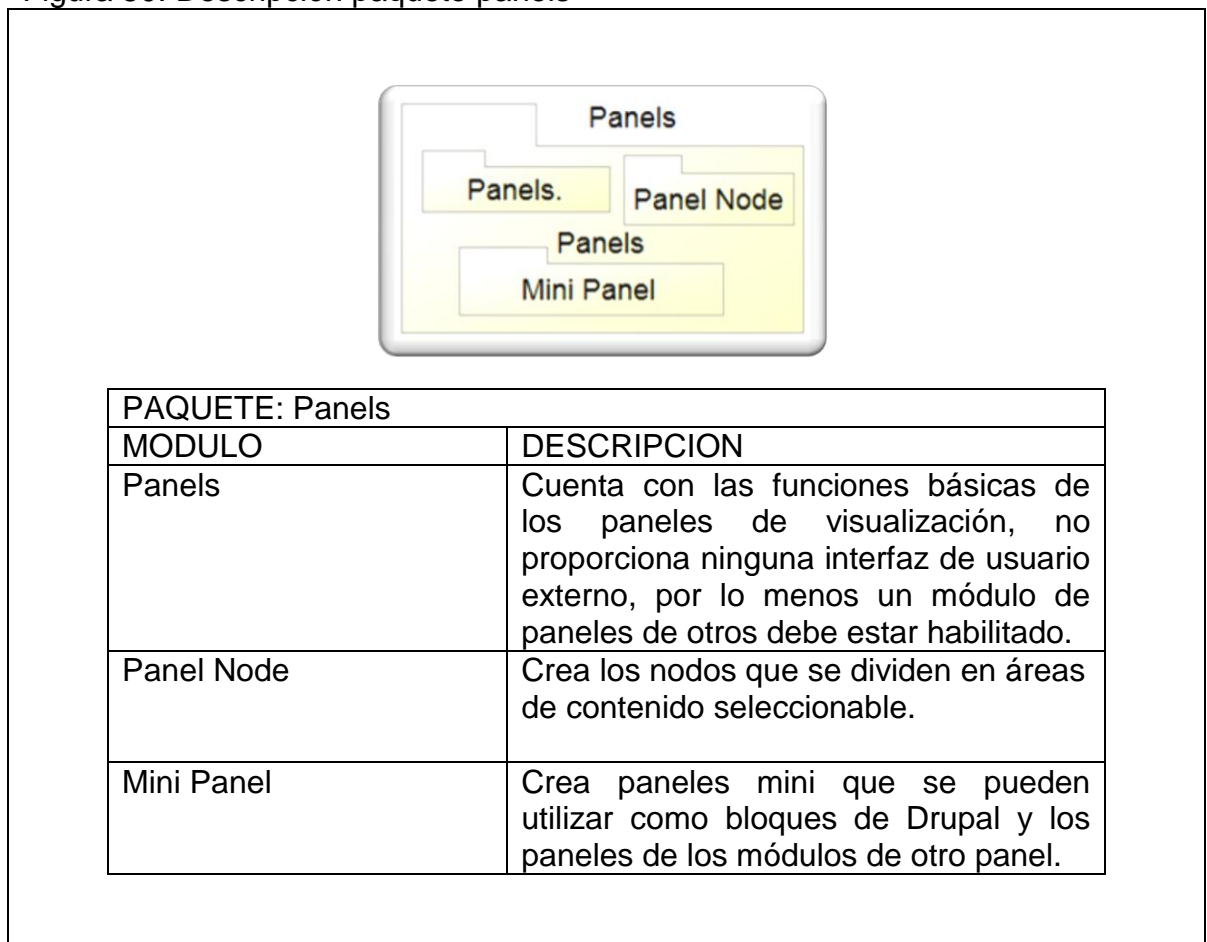 Panels
Panels.
Panel Node
Panels
Mini Panel
PAQUETE: Panels
MODULO
DESCRIPCION
Panels
Cuenta con las funciones básicas de
los paneles de visualización, no
proporciona ninguna interfaz de usuario
externo, por lo menos un módulo de
paneles de otros debe estar habilitado.
Panel Node
Crea los nodos que se dividen en áreas
de contenido seleccionable.
Mini Panel
Crea paneles mini que se pueden
utilizar como bloques de Drupal y los
paneles de los módulos de otro panel.